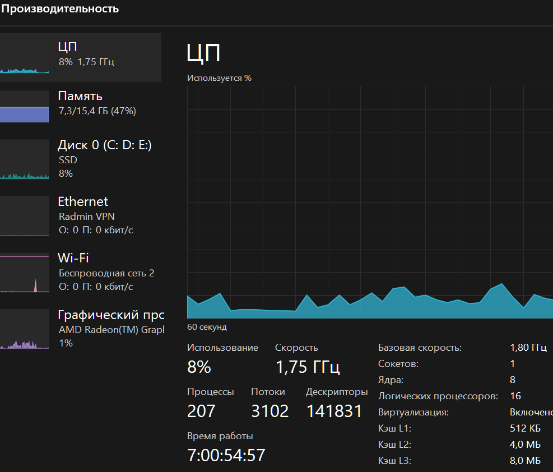 Производительность
ЦП
8% 1,75 ГГц
Память
7,3/15,4 ГБ (47%)
Диск 0 (C: D: E:)
SSD
8%
Ethernet
Radmin VPN
О: 0 П: 0 кбит/с
Wi-Fi
Беспроводная сеть 2
О: 0 П: 0 кбит/с
Графический прс
AMD Radeon(TM) Grapl
1%
ЦП
Используется %
60 секунд
Использование
8%
Скорость
1,75 ГГц
Процессы
207
Потоки
3102
Дескрипторы
141831
Время работы
7:00:54:57
Базовая скорость: 1,80 ГГц
Сокетов: 1
Ядра: 8
Логических процессоров: 16
Виртуализация: Включено
Кэш L1: 512 КБ
Кэш L2: 4,0 МБ
Кэш L3: 8,0 МБ